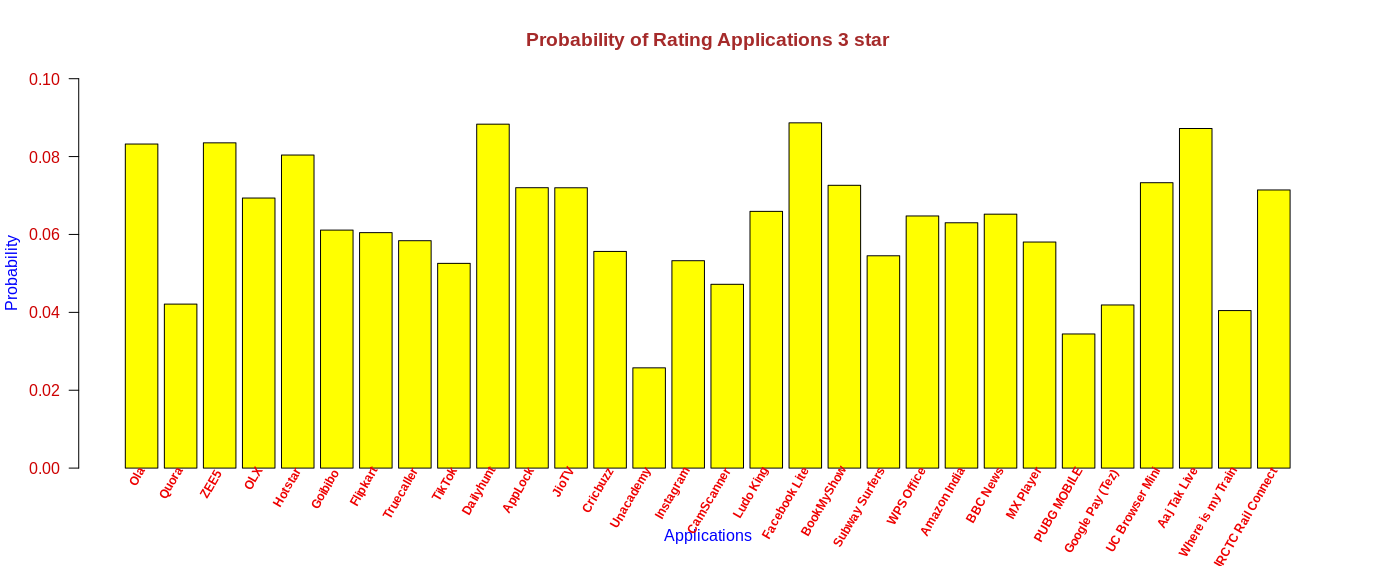 Probability of Rating Applications 3 star
Probability
0.10
0.08
0.06
0.04
0.02
0.00
Ola
Quora
ZEE5
OLX
Hotstar
Goibibo
Flipkart
Truecaller
TikTok
Dailyhunt
AppLock
JioTV
Cricbuzz
Unacademy
Instagram
CamScanner
Ludo King
Facebook Lite
BookMyShow
Subway Surfers
WPS Office
Amazon India
BBC News
MX Player
PUBG MOBILE
Google Pay (Tez)
UC Browser Mini
Aaj Tak Live
Where is my Train
IRCTC Rail Connect
Applications